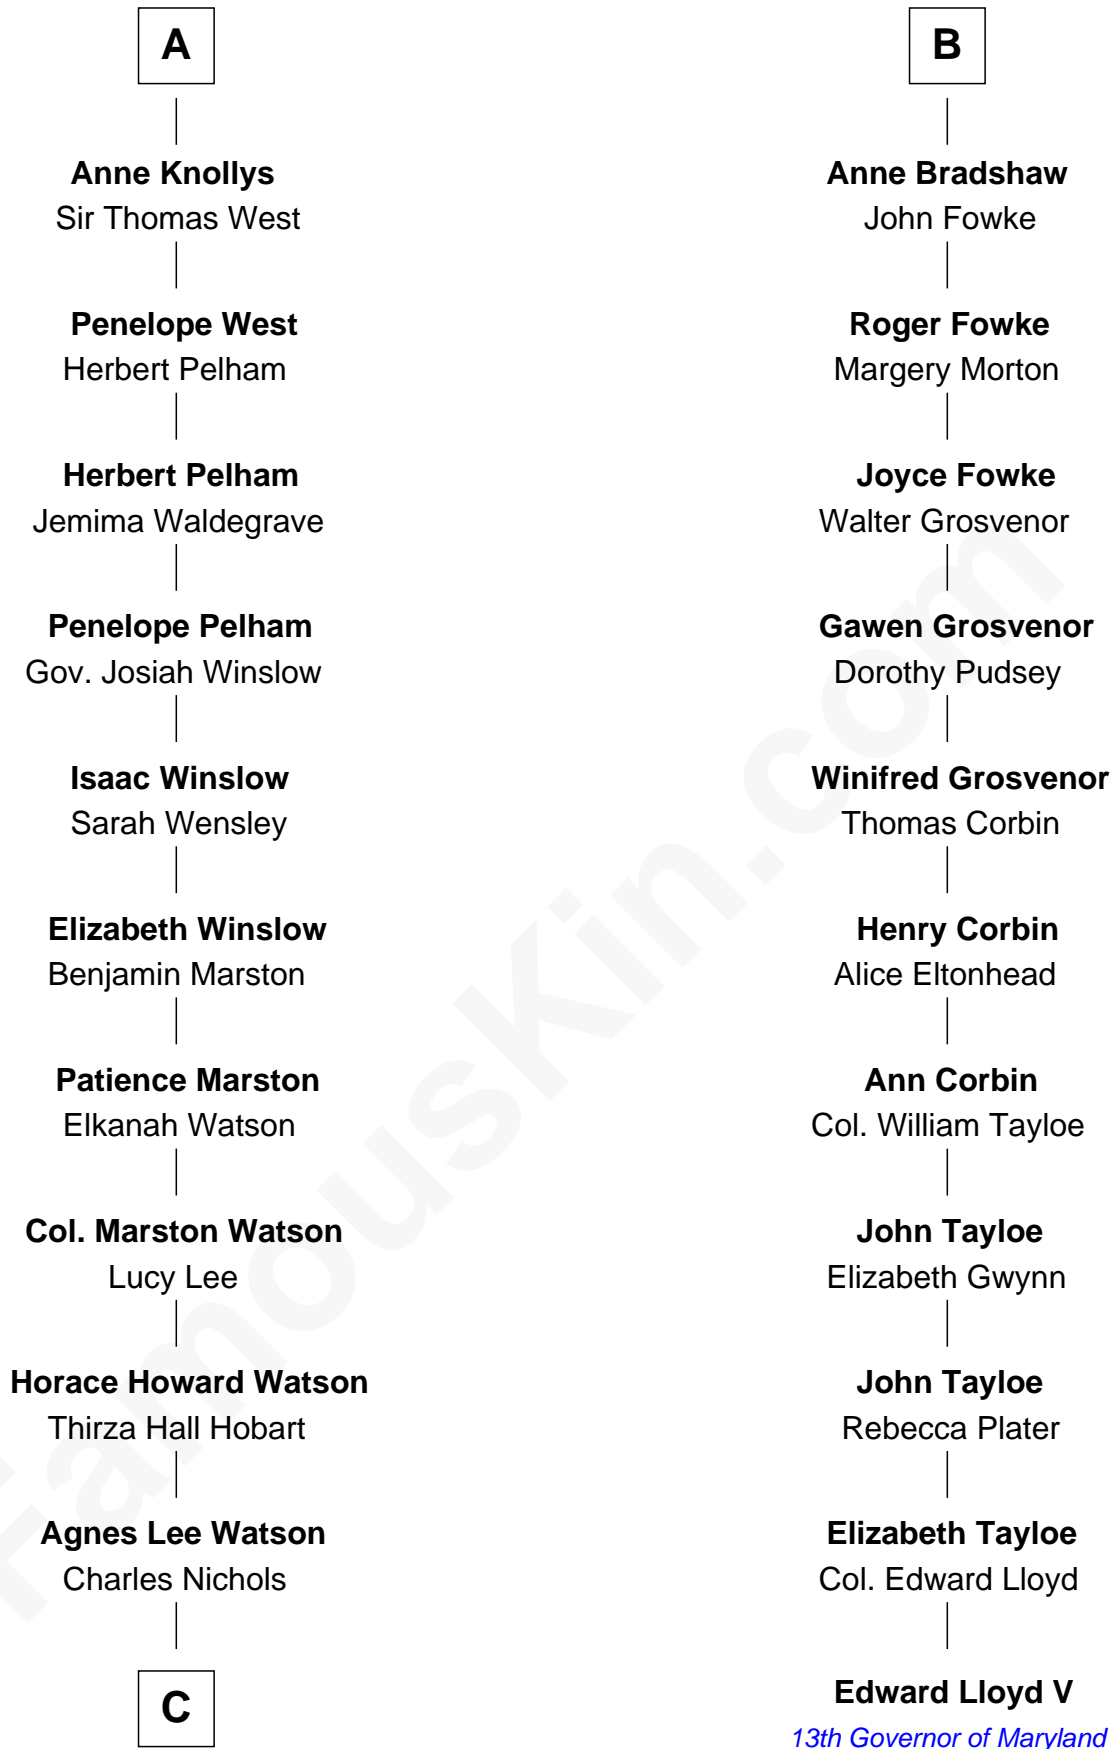 A
Anne Knollys
Sir Thomas West
Penelope West
Herbert Pelham
Herbert Pelham
Jemima Waldegrave
Penelope Pelham
Gov. Josiah Winslow
Isaac Winslow
Sarah Wensley
Elizabeth Winslow
Benjamin Marston
Patience Marston
Elkanah Watson
Col. Marston Watson
Lucy Lee
Horace Howard Watson
Thirza Hall Hobart
Agnes Lee Watson
Charles Nichols
C
B
Anne Bradshaw
John Fowke
Roger Fowke
Margery Morton
Joyce Fowke
Walter Grosvenor
Gawen Grosvenor
Dorothy Pudsey
Winifred Grosvenor
Thomas Corbin
Henry Corbin
Alice Eltonhead
Ann Corbin
Col. William Tayloe
John Tayloe
Elizabeth Gwynn
John Tayloe
Rebecca Plater
Elizabeth Tayloe
Col. Edward Lloyd
Edward Lloyd V
13th Governor of Maryland
FamousKin.com